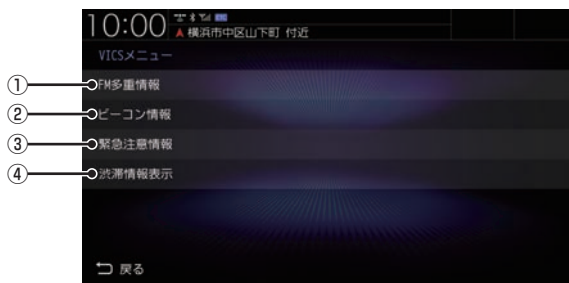 10:00
横浜市中区山下町 付近
VICSメニュー
① FM多重情報
② ビーコン情報
③ 緊急注意情報
④ 渋滞情報表示
戻る